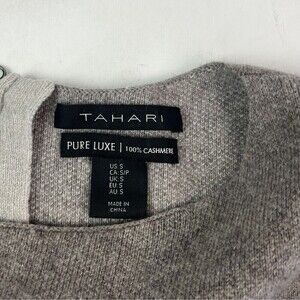 TAHARI
PURE LUXE | 100% CASHMERE
US S
CA: S/P
UK: S
EU S
AU S
MADE IN
CHINA